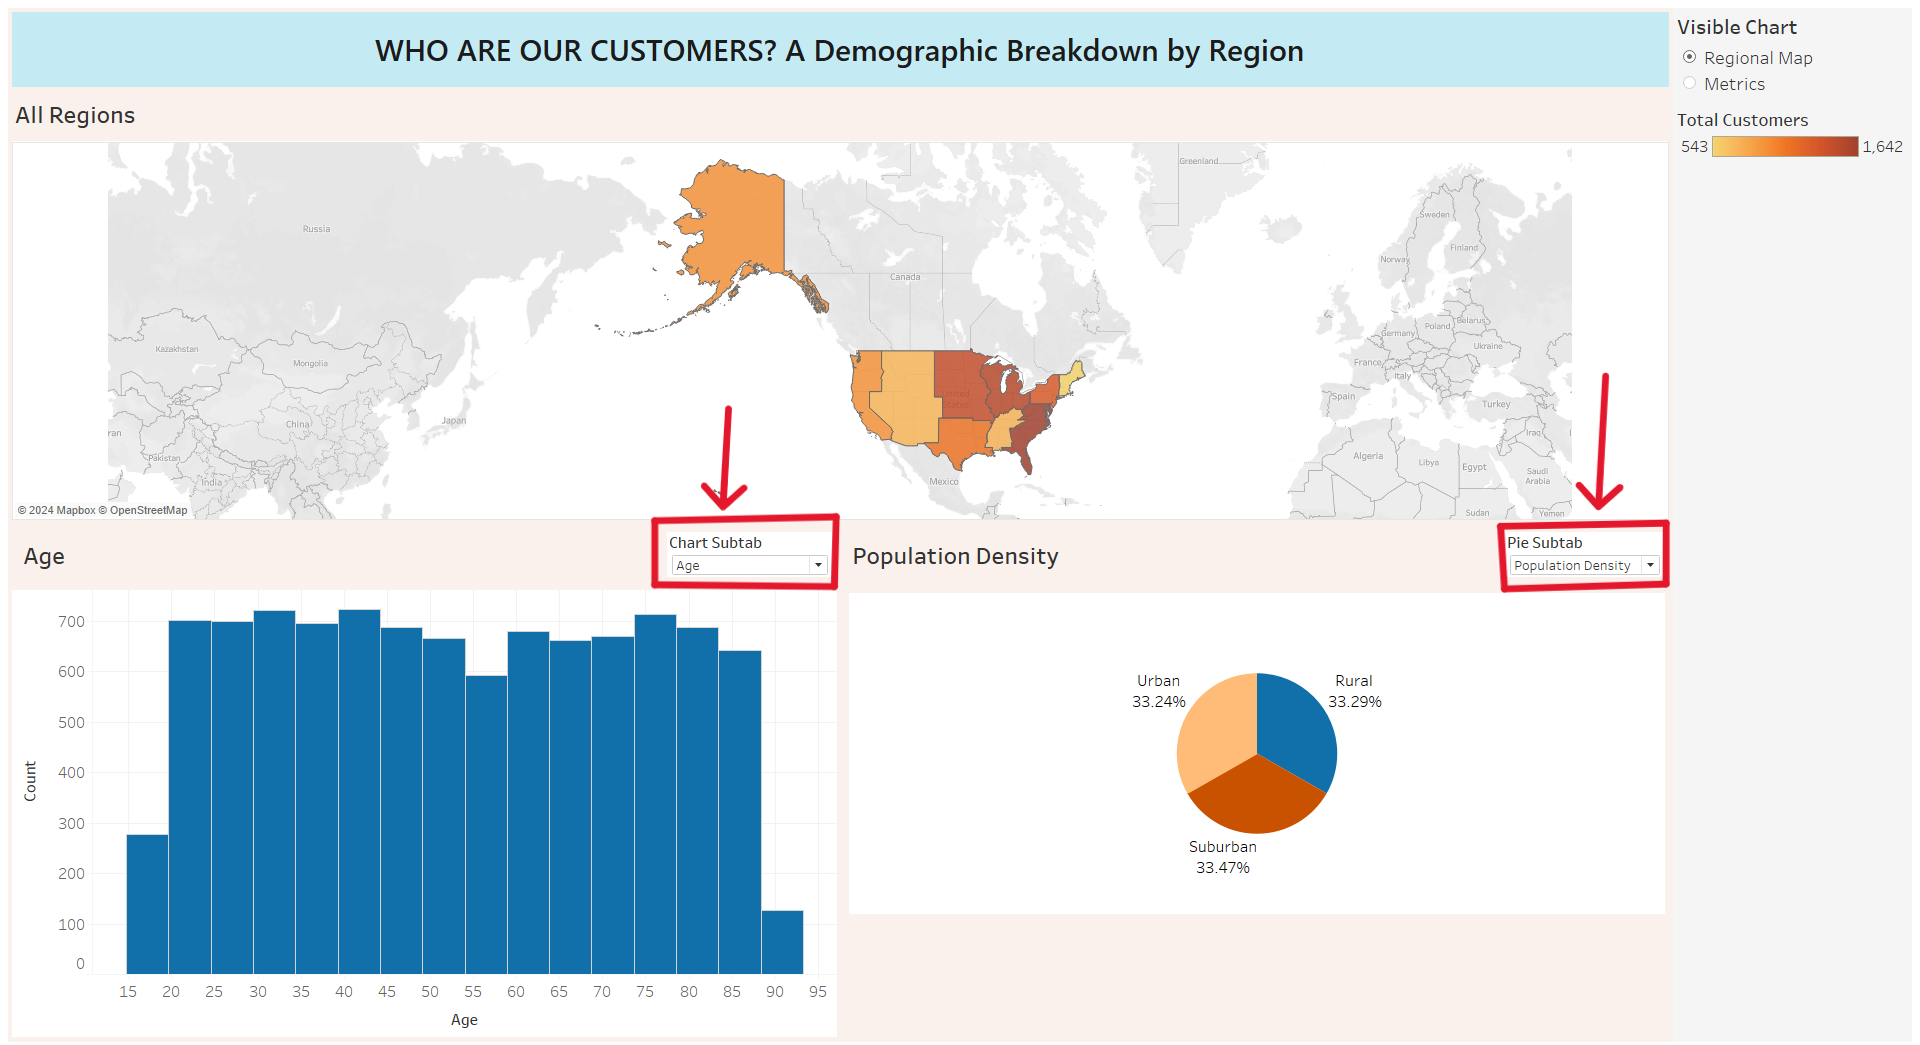 WHO ARE OUR CUSTOMERS? A Demographic Breakdown by Region
Visible Chart
Regional Map
Metrics
Total Customers
543
1,642
All Regions
Greenland
Russia
Sweden
Finland
Norway
Canada
Belarus
Poland
Germany
Ukraine
Kazakhstan
Mongolia
France
Italy
Spain
United States
Turkey
China
Japan
ran
Iraq
Pakistan
Algeria
Libya
Egypt
Saudi Arabia
India
Mexico
Sudan
Yemen
© 2024 Mapbox © OpenStreetMap
Age
Chart Subtab
Age
Population Density
Pie Subtab
Population Density
700
600
500
400
300
200
100
0
Count
15 20 25 30 35 40 45 50 55 60 65 70 75 80 85 90 95
Age
Urban
33.24%
Rural
33.29%
Suburban
33.47%